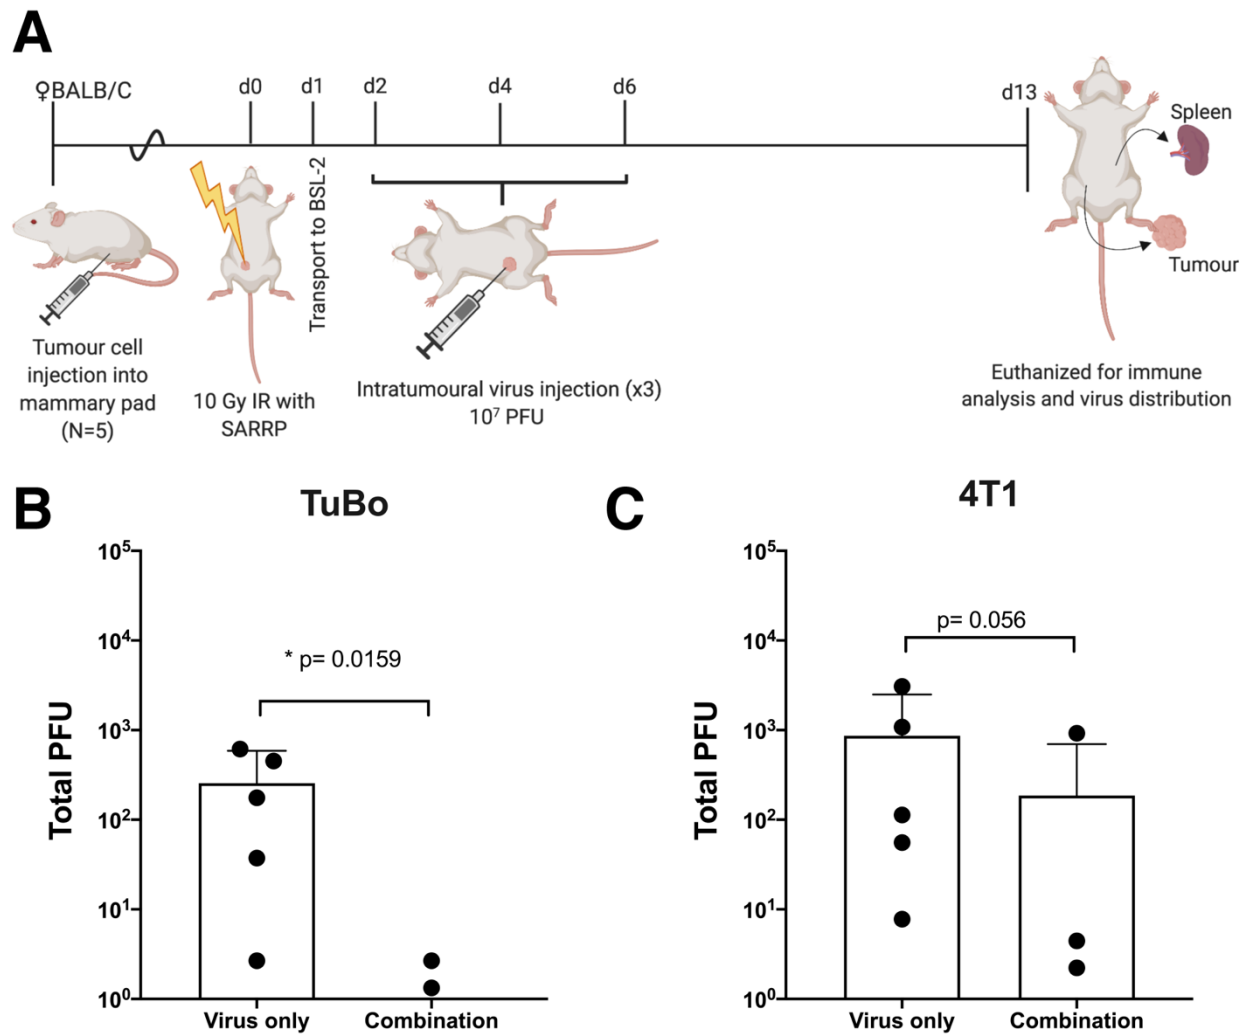 A
♀BALB/C
d0
d1
d2
d4
d6
d13
Spleen
Tumour
Transport to BSL-2
Tumour cell
injection into
mammary pad
(N=5)
10 Gy IR with
SARRP
Intratumoural virus injection (x3)
10⁷ PFU
Euthanized for immune
analysis and virus distribution
B
TuBo
Total PFU
10⁵
10⁴
10³
10²
10¹
10⁰
* p= 0.0159
Virus only
Combination
C
4T1
Total PFU
10⁵
10⁴
10³
10²
10¹
10⁰
p= 0.056
Virus only
Combination